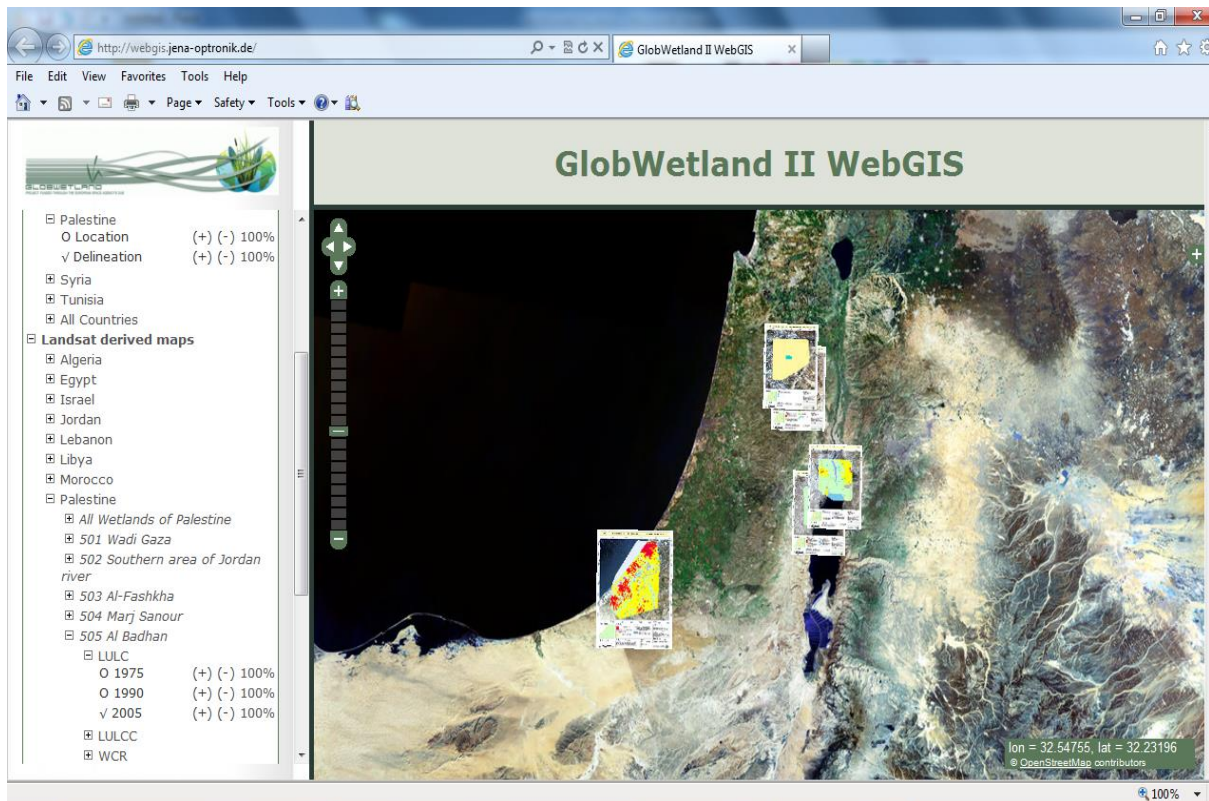 http://webgis.jena-optronik.de/
GlobWetland II WebGIS
File Edit View Favorites Tools Help
Page Safety Tools
GLOBWETLAND
GlobWetland II WebGIS
Palestine
O Location (+) (-) 100%
√ Delineation (+) (-) 100%
Syria
Tunisia
All Countries
Landsat derived maps
Algeria
Egypt
Israel
Jordan
Lebanon
Libya
Morocco
Palestine
All Wetlands of Palestine
501 Wadi Gaza
502 Southern area of Jordan
river
503 Al-Fashkha
504 Marj Sanour
505 Al Badhan
LULC
O 1975 (+) (-) 100%
O 1990 (+) (-) 100%
√ 2005 (+) (-) 100%
LULCC
WCR
lon = 32.54755, lat = 32.23196
© OpenStreetMap contributors
100%